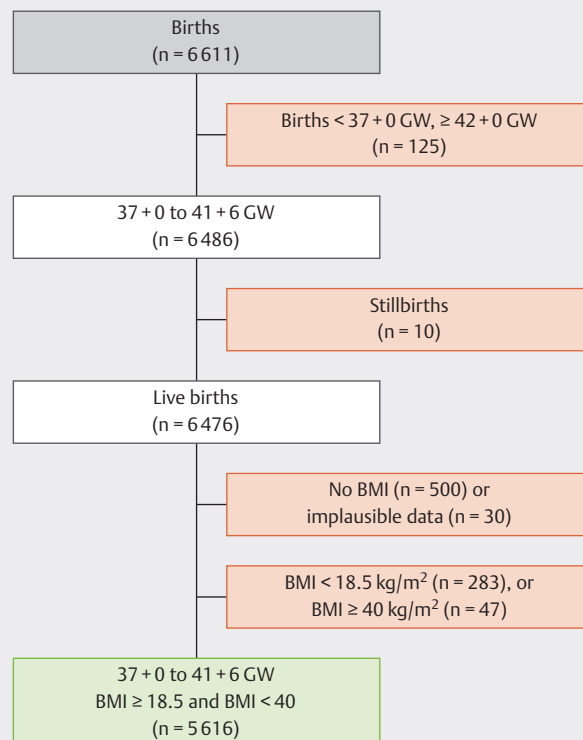 Births
(n = 6 611)
Births < 37 + 0 GW, ≥ 42 + 0 GW
(n = 125)
37 + 0 to 41 + 6 GW
(n = 6 486)
Stillbirths
(n = 10)
Live births
(n = 6 476)
No BMI (n = 500) or
implausible data (n = 30)
BMI < 18.5 kg/m² (n = 283), or
BMI ≥ 40 kg/m² (n = 47)
37 + 0 to 41 + 6 GW
BMI ≥ 18.5 and BMI < 40
(n = 5 616)